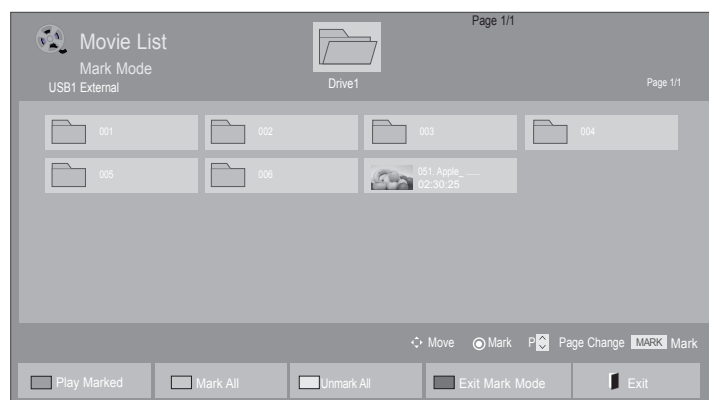 Page 1/1
Movie List
Mark Mode
USB1 External
Drive1
Page 1/1
001
002
003
004
005
006
051. Apple_ ......
02:30:25
Move
Mark
P
Page Change
MARK
Mark
Play Marked
Mark All
Unmark All
Exit Mark Mode
Exit